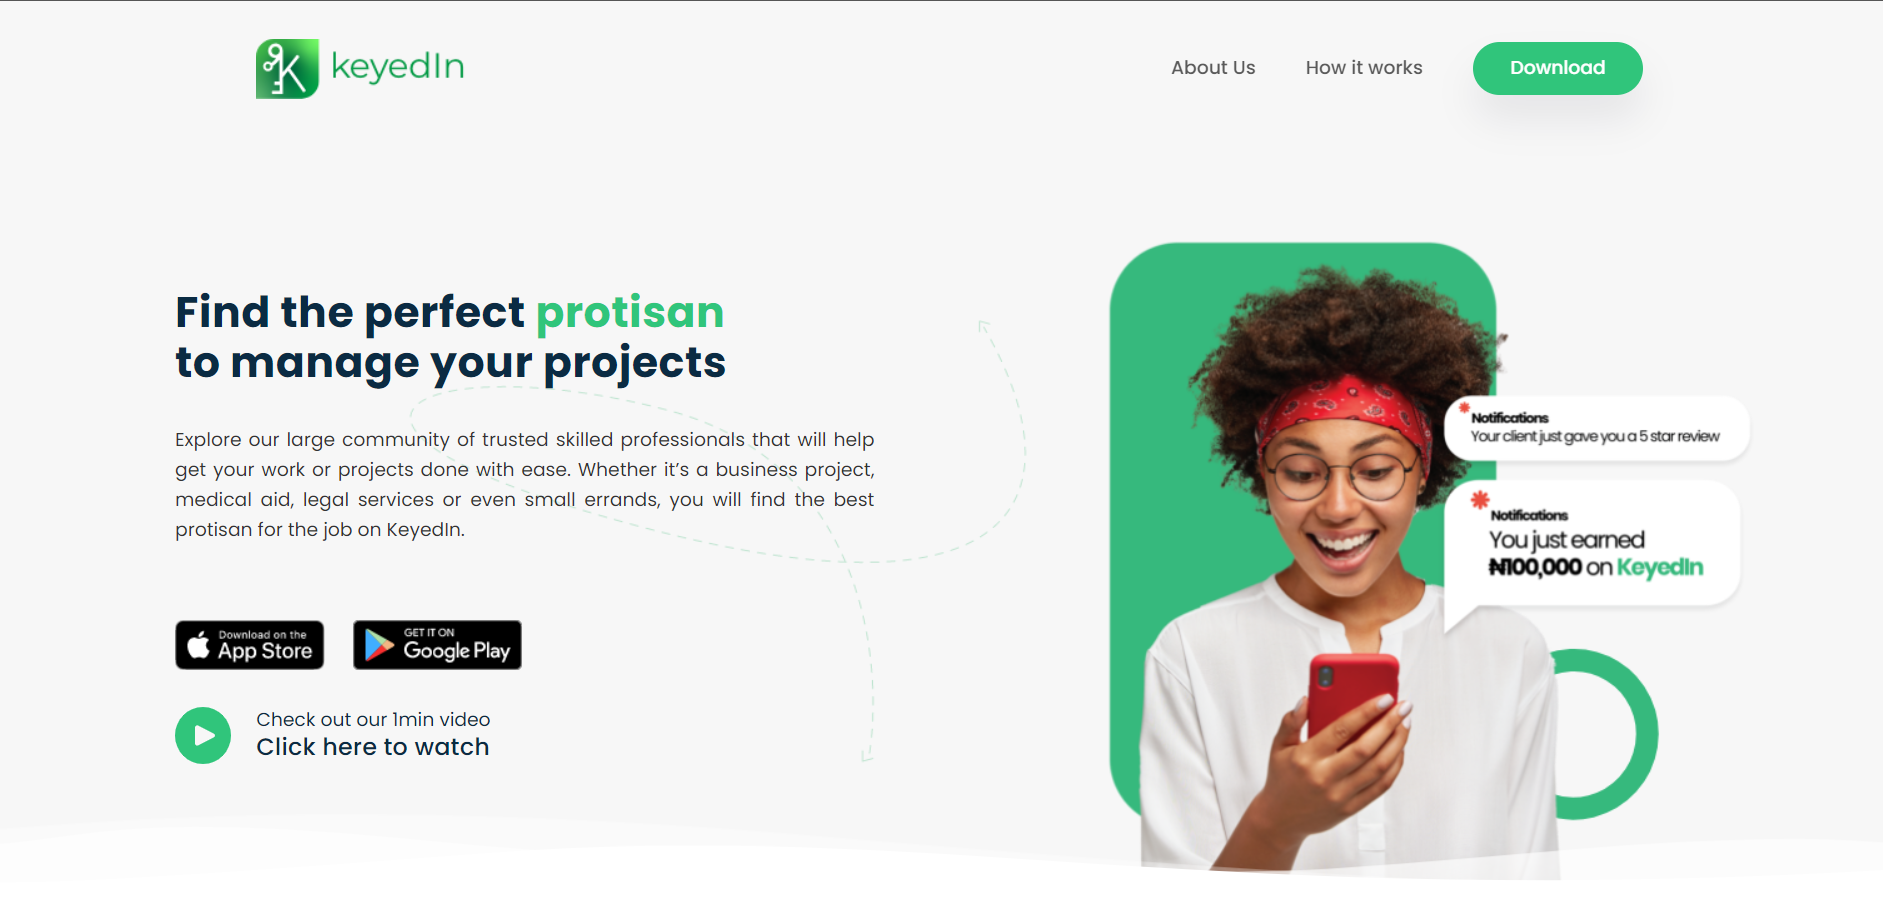 keyedIn
About Us
How it works
Download
Find the perfect protisan
to manage your projects
Explore our large community of trusted skilled professionals that will help
get your work or projects done with ease. Whether it’s a business project,
medical aid, legal services or even small errands, you will find the best
protisan for the job on KeyedIn.
Download on the
App Store
GET IT ON
Google Play
Check out our 1min video
Click here to watch
Notifications
Your client just gave you a 5 star review
Notifications
You just earned
₦100,000 on KeyedIn